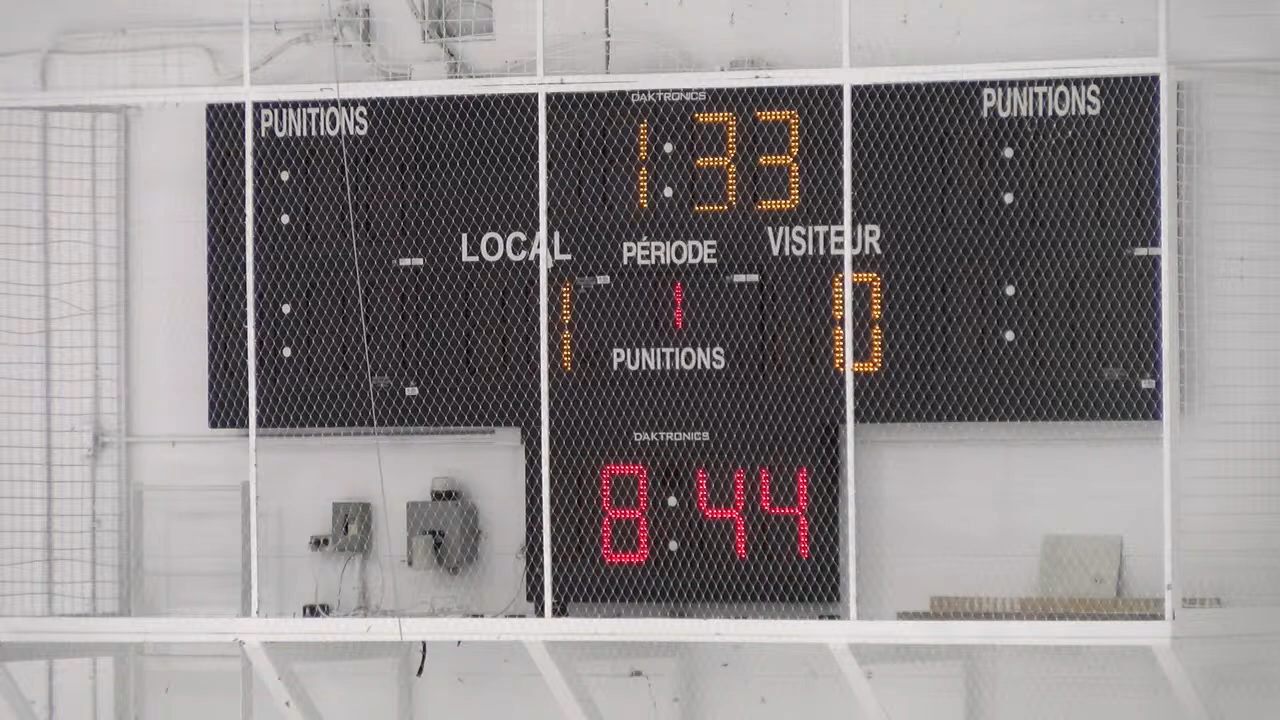 DAKTRONICS
PUNITIONS
1:33
PUNITIONS
LOCAL
PÉRIODE
VISITEUR
1
1
0
PUNITIONS
DAKTRONICS
8:44